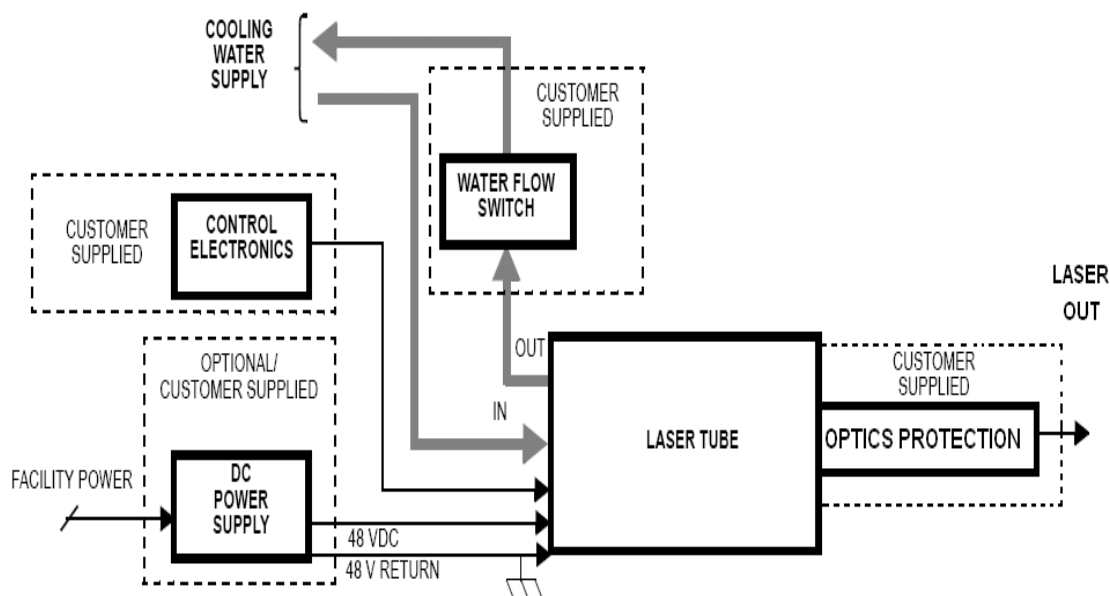 COOLING
WATER
SUPPLY
CUSTOMER
SUPPLIED
WATER FLOW
SWITCH
CUSTOMER
SUPPLIED
CONTROL
ELECTRONICS
LASER
OUT
OPTIONAL/
CUSTOMER SUPPLIED
OUT
IN
CUSTOMER
SUPPLIED
LASER TUBE
OPTICS PROTECTION
FACILITY POWER
DC
POWER
SUPPLY
48 VDC
48 V RETURN